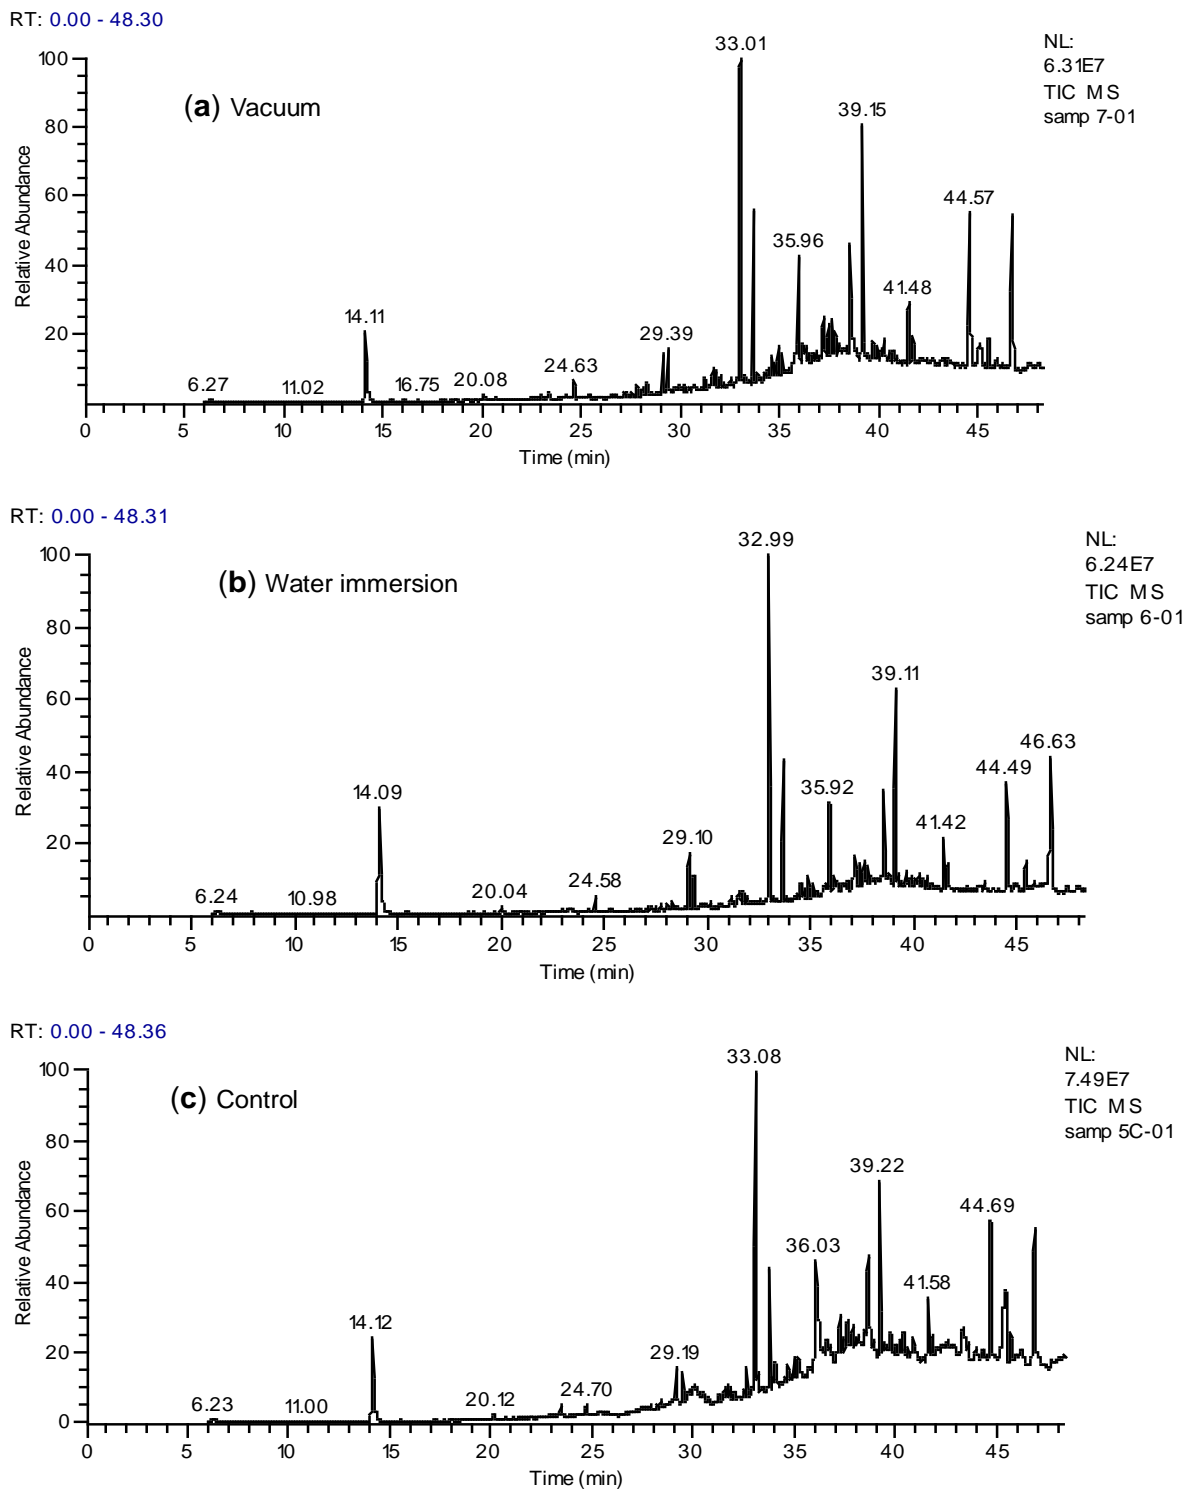 RT: 0.00 - 48.30
NL:
6.31E7
TIC MS
samp 7-01
(a) Vacuum
33.01
39.15
44.57
35.96
41.48
14.11
29.39
24.63
6.27 11.02 16.75 20.08
100
80
60
40
20
Relative Abundance
0 5 10 15 20 25 30 35 40 45
Time (min)
RT: 0.00 - 48.31
NL:
6.24E7
TIC MS
samp 6-01
(b) Water immersion
32.99
39.11
46.63
44.49
35.92
14.09
41.42
29.10
24.58
6.24 10.98 20.04
100
80
60
40
20
Relative Abundance
0 5 10 15 20 25 30 35 40 45
Time (min)
RT: 0.00 - 48.36
NL:
7.49E7
TIC MS
samp 5C-01
(c) Control
33.08
39.22
44.69
36.03
41.58
14.12
29.19
20.12 24.70
6.23 11.00
100
80
60
40
20
0
Relative Abundance
0 5 10 15 20 25 30 35 40 45
Time (min)